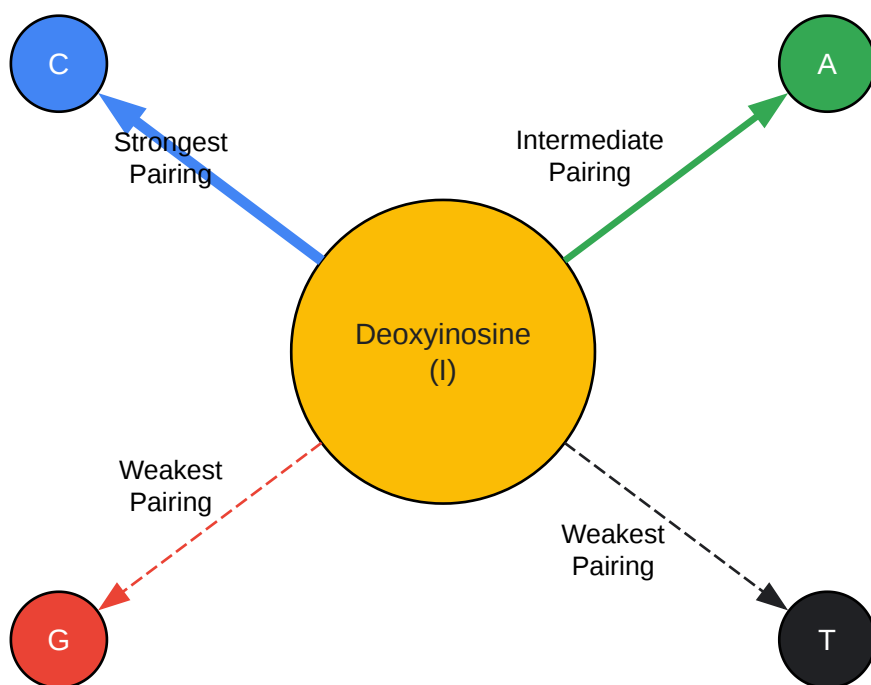 C
A
Strongest
Pairing
Intermediate
Pairing
Deoxyinosine
(I)
Weakest
Pairing
Weakest
Pairing
G
T